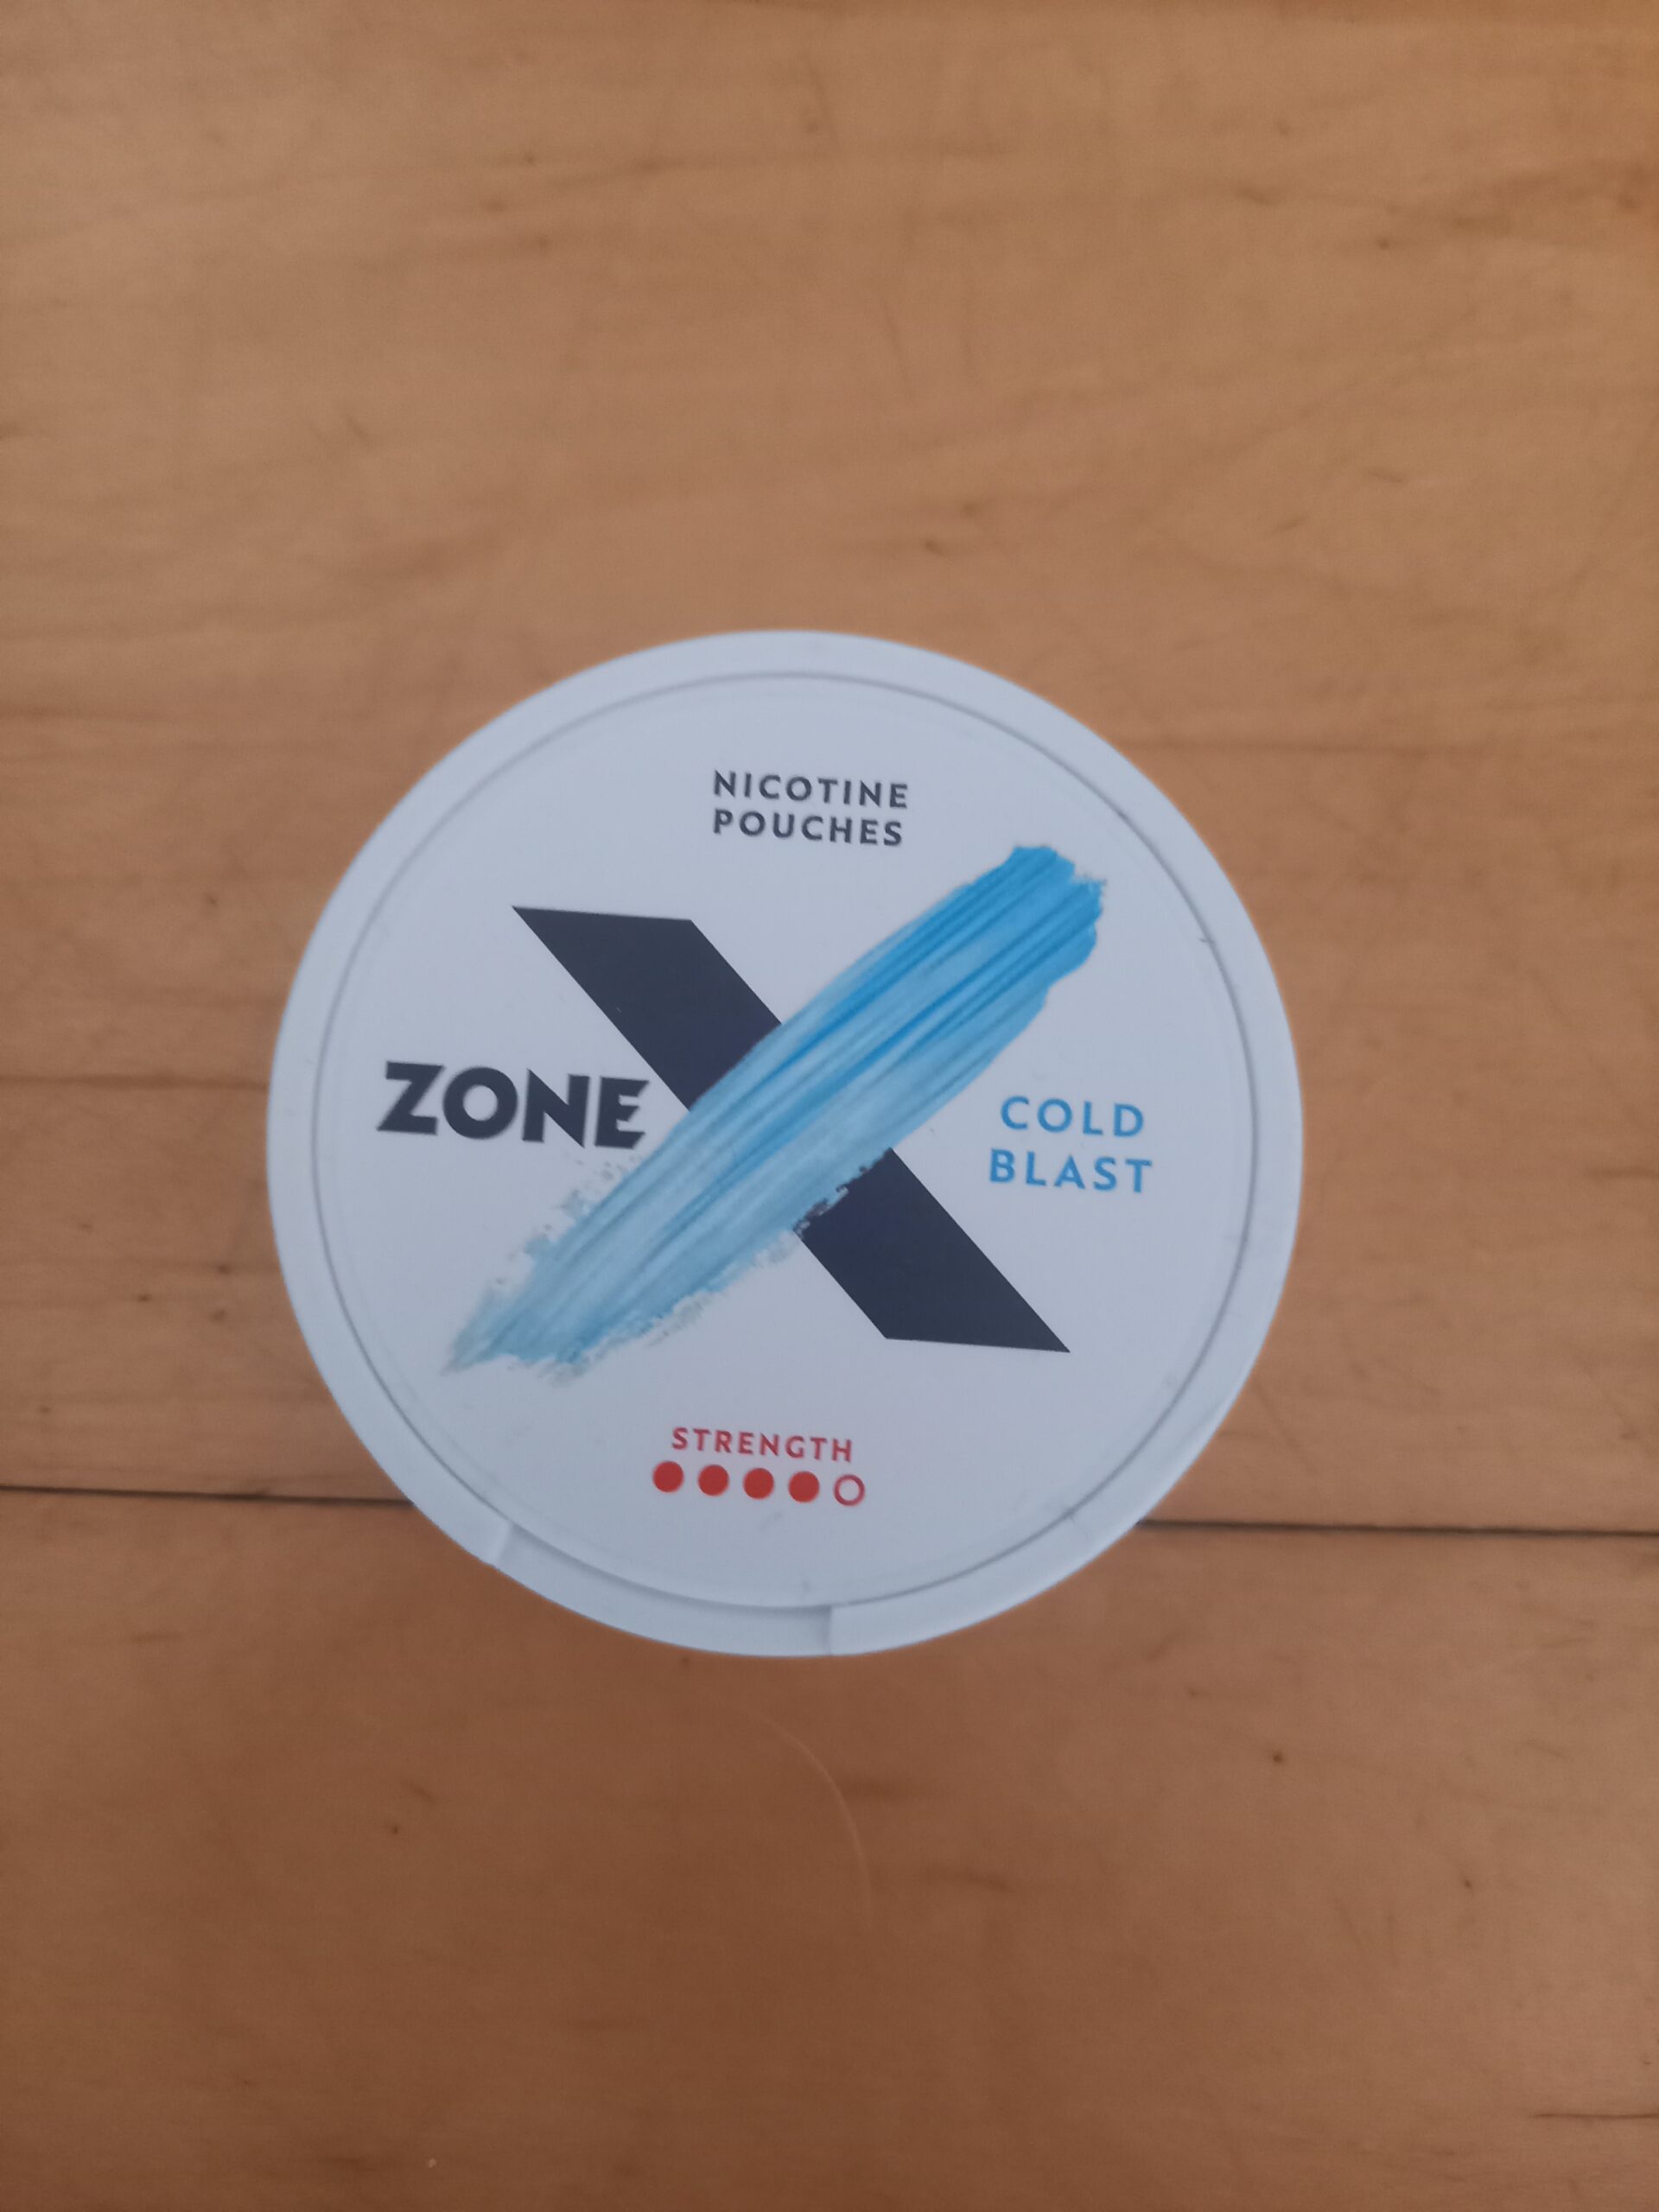 NICOTINE
POUCHES
ZONE X
COLD
BLAST
STRENGTH